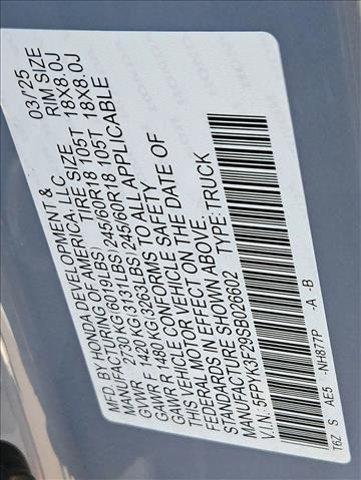 MFD. BY HONDA DEVELOPMENT & 03/'25
MANUFACTURING OF AMERICA, LLC
TIRE SIZE RIM SIZE
GVWR 2730 KG (6019LBS)
GAWR F 1420 KG(3131LBS) 245/60R18 105T 18X8.0J
GAWR R 1480 KG(3263LBS) 245/60R18 105T 18X8.0J
THIS VEHICLE CONFORMS TO ALL APPLICABLE
FEDERAL MOTOR VEHICLE SAFETY
STANDARDS IN EFFECT ON THE DATE OF
MANUFACTURE SHOWN ABOVE.
V.I.N: 5FPYK3F29SB026602 TYPE: TRUCK
T6Z S AE5 -NH877P -A -B